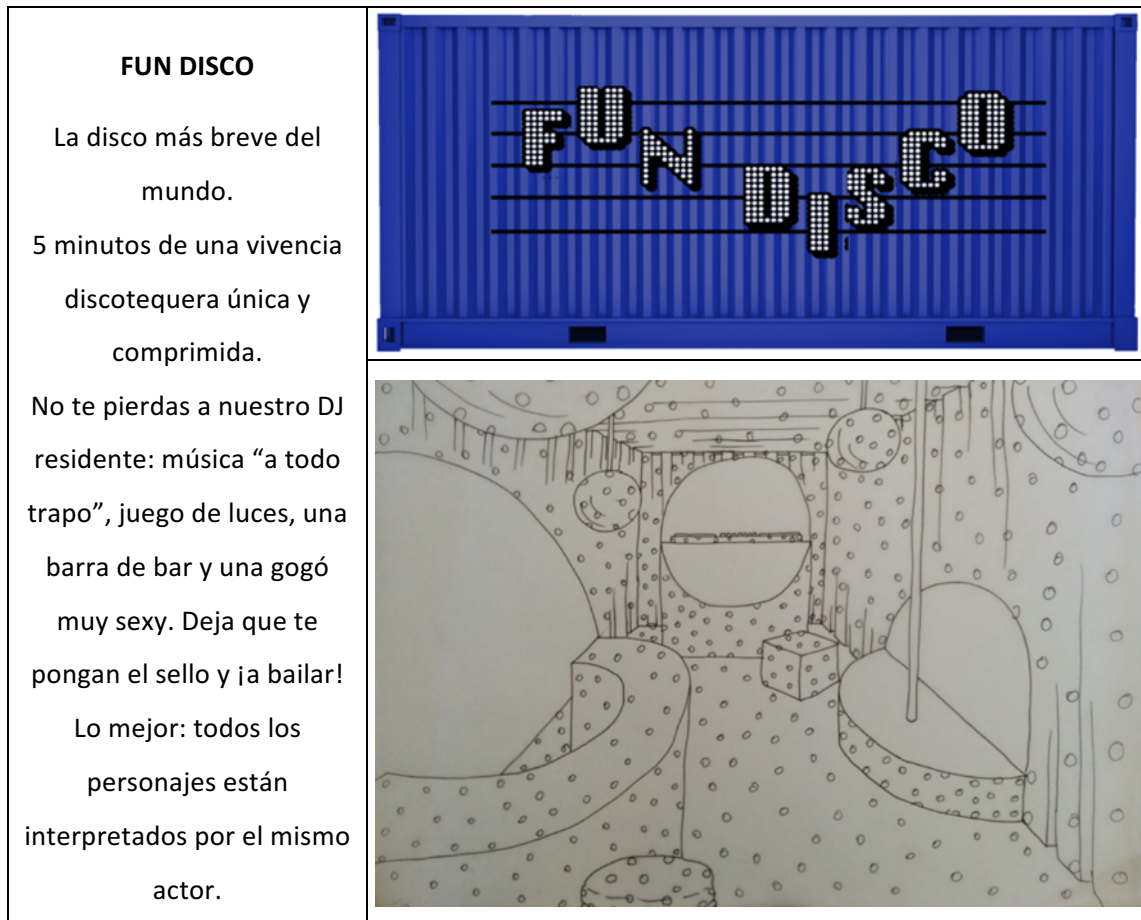 FUN DISCO
La disco más breve del
mundo.
5 minutos de una vivencia
discotequera única y
comprimida.
No te pierdas a nuestro DJ
residente: música “a todo
trapo”, juego de luces, una
barra de bar y una gogó
muy sexy. Deja que te
pongan el sello y ¡a bailar!
Lo mejor: todos los
personajes están
interpretados por el mismo
actor.
FUN DISCO